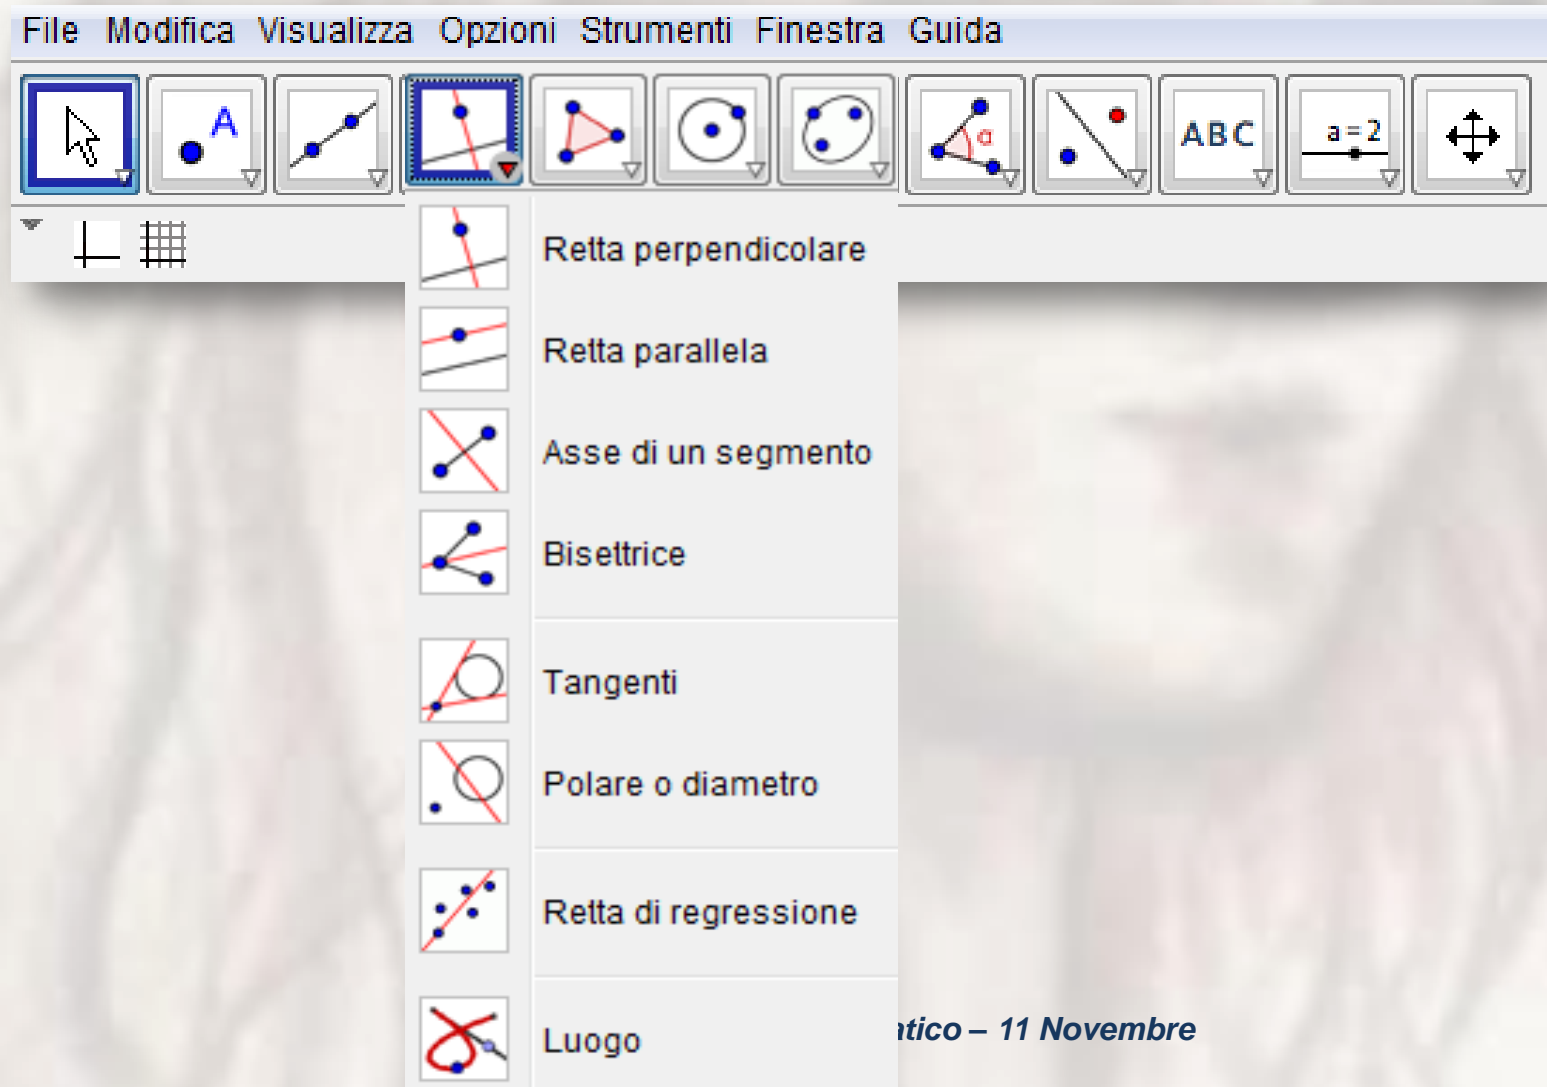 File Modifica Visualizza Opzioni Strumenti Finestra Guida
A α ABC a = 2
Retta perpendicolare
Retta parallela
Asse di un segmento
Bisettrice
Tangenti
Polare o diametro
Retta di regressione
Luogo
– 11 Novembre